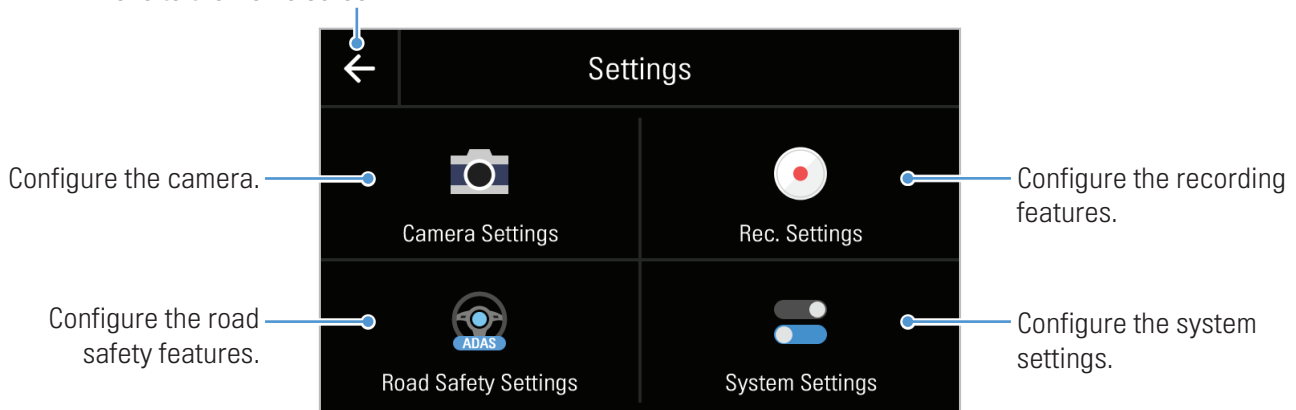 Settings
Configure the camera.
Camera Settings
Rec. Settings
Configure the recording
features.
Configure the road
safety features.
ADAS
Road Safety Settings
System Settings
Configure the system
settings.